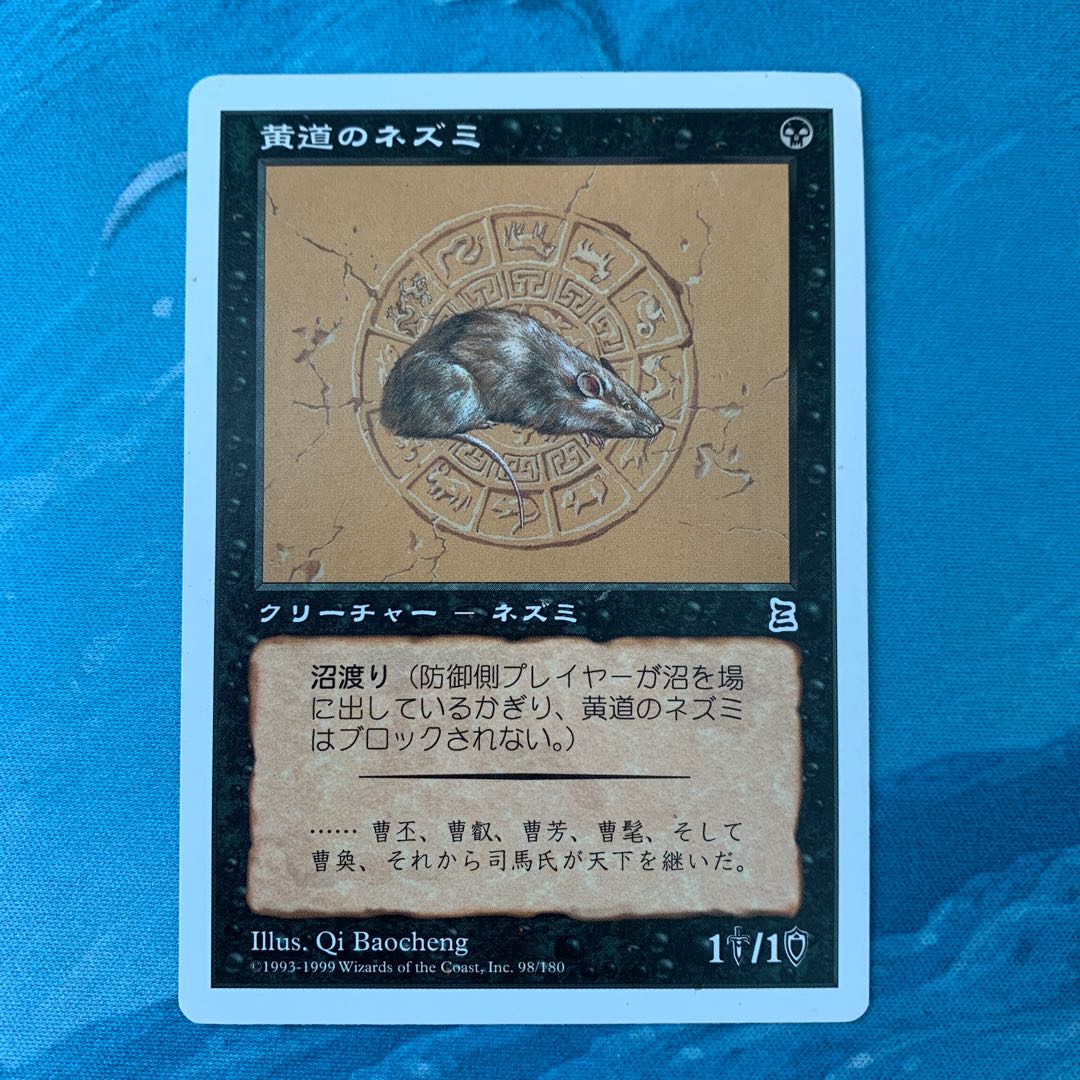 黄道のネズミ
クリーチャー ― ネズミ
沼渡り（防御側プレイヤーが沼を場
に出しているかぎり、黄道のネズミ
はブロックされない。）
…… 曹丕、曹叡、曹芳、曹髦、そして
曹奐、それから司馬氏が天下を継いだ。
Illus. Qi Baocheng
©1993-1999 Wizards of the Coast, Inc. 98/180
1/1